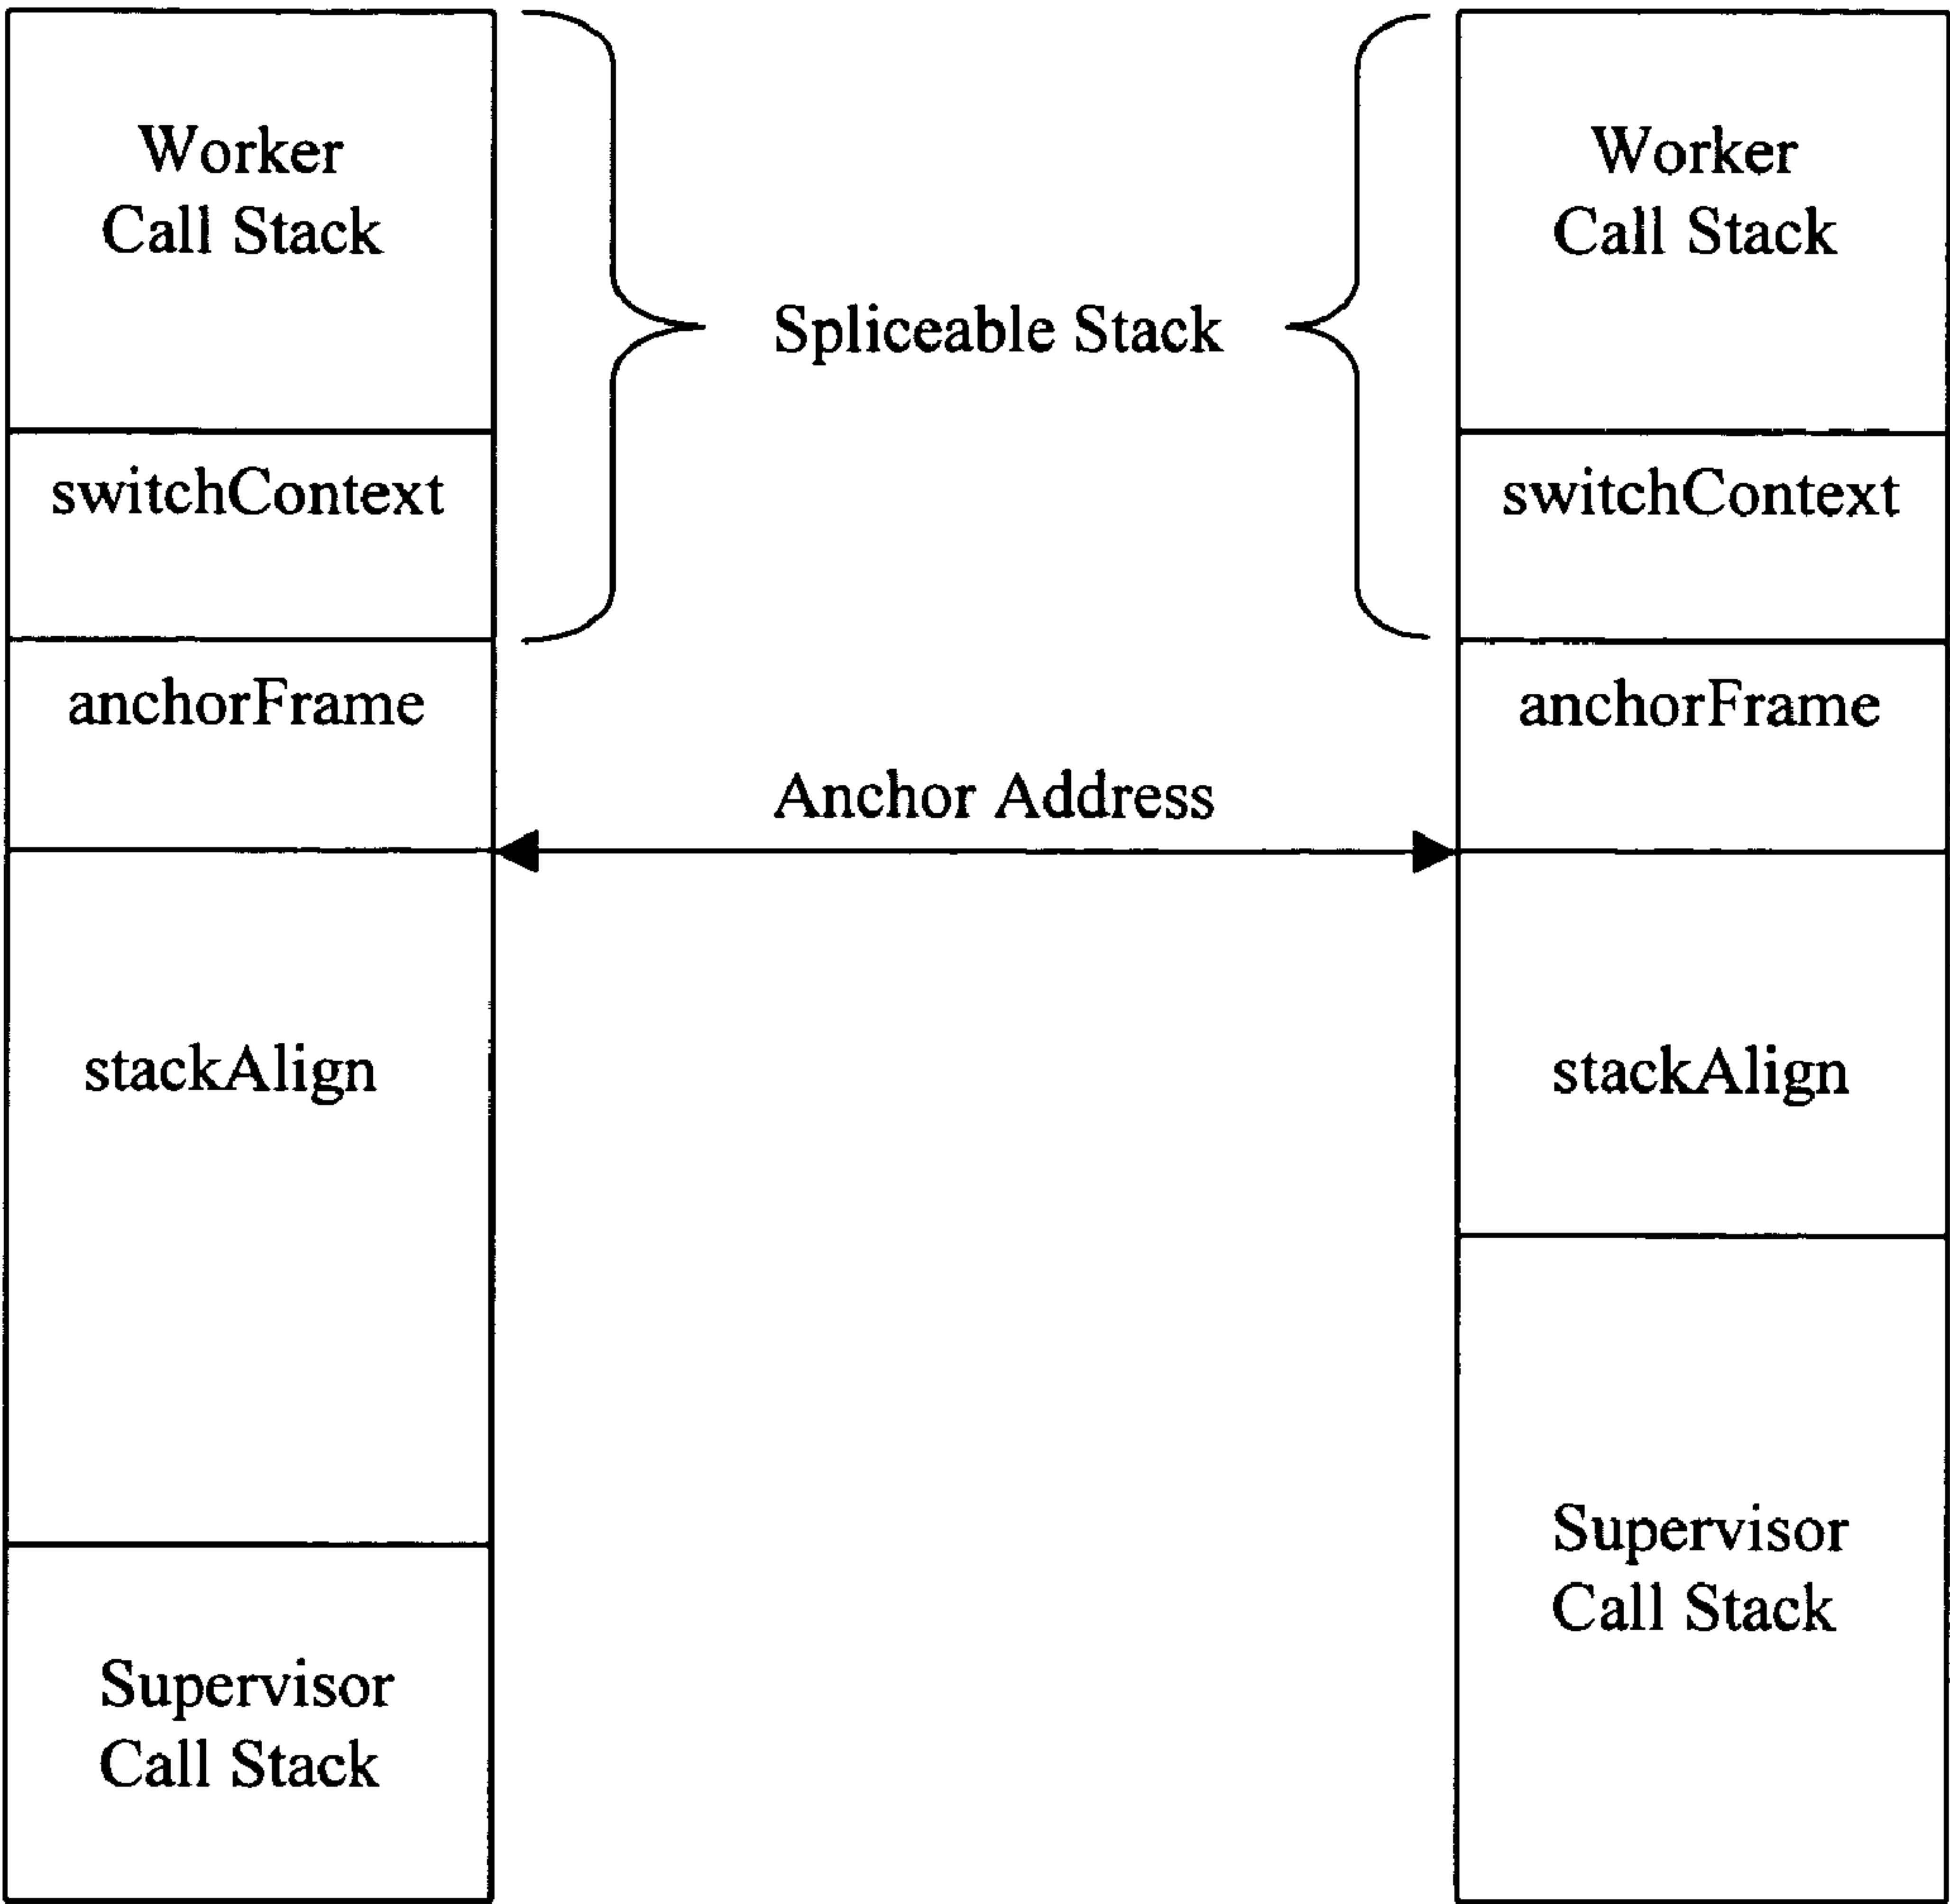 Worker
Call Stack
Spliceable Stack
Worker
Call Stack
switchContext
switchContext
anchorFrame
anchorFrame
Anchor Address
stackAlign
stackAlign
Supervisor
Call Stack
Supervisor
Call Stack